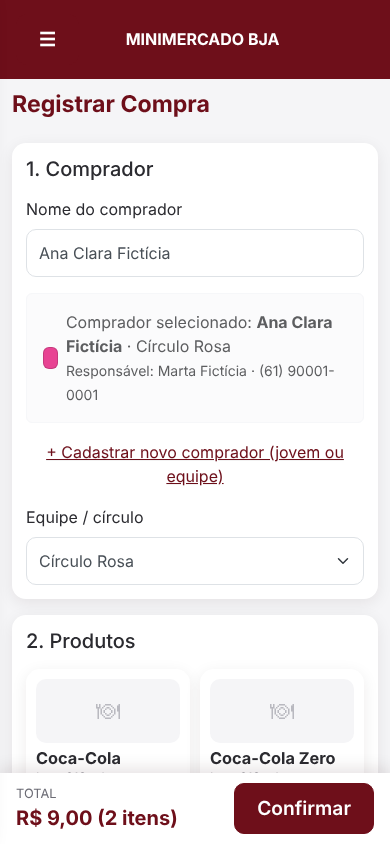 MINIMERCADO BJA
Registrar Compra
1. Comprador
Nome do comprador
Ana Clara Fictícia
Comprador selecionado: Ana Clara
Fictícia · Círculo Rosa
Responsável: Marta Fictícia · (61) 90001-
0001
+ Cadastrar novo comprador (jovem ou
equipe)
Equipe / círculo
Círculo Rosa
2. Produtos
Coca-Cola
Coca-Cola Zero
TOTAL
R$ 9,00 (2 itens)
Confirmar